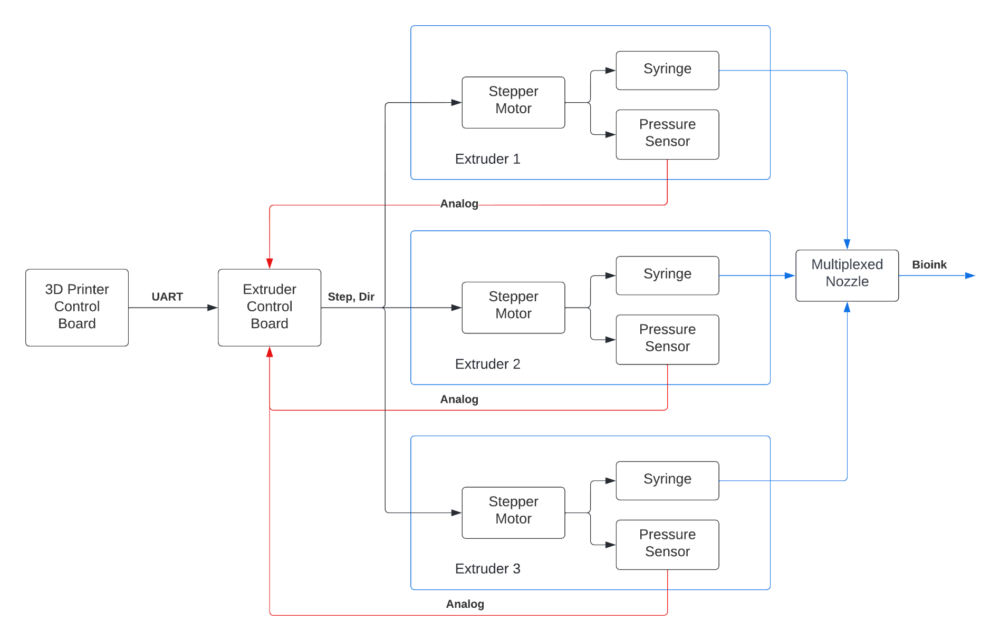 Syringe
Stepper
Motor
Pressure
Sensor
Extruder 1
Analog
Syringe
Multiplexed
Nozzle
Bioink
3D Printer
Control
Board
UART
Extruder
Control
Board
Step, Dir
Stepper
Motor
Pressure
Sensor
Extruder 2
Analog
Syringe
Stepper
Motor
Pressure
Sensor
Extruder 3
Analog